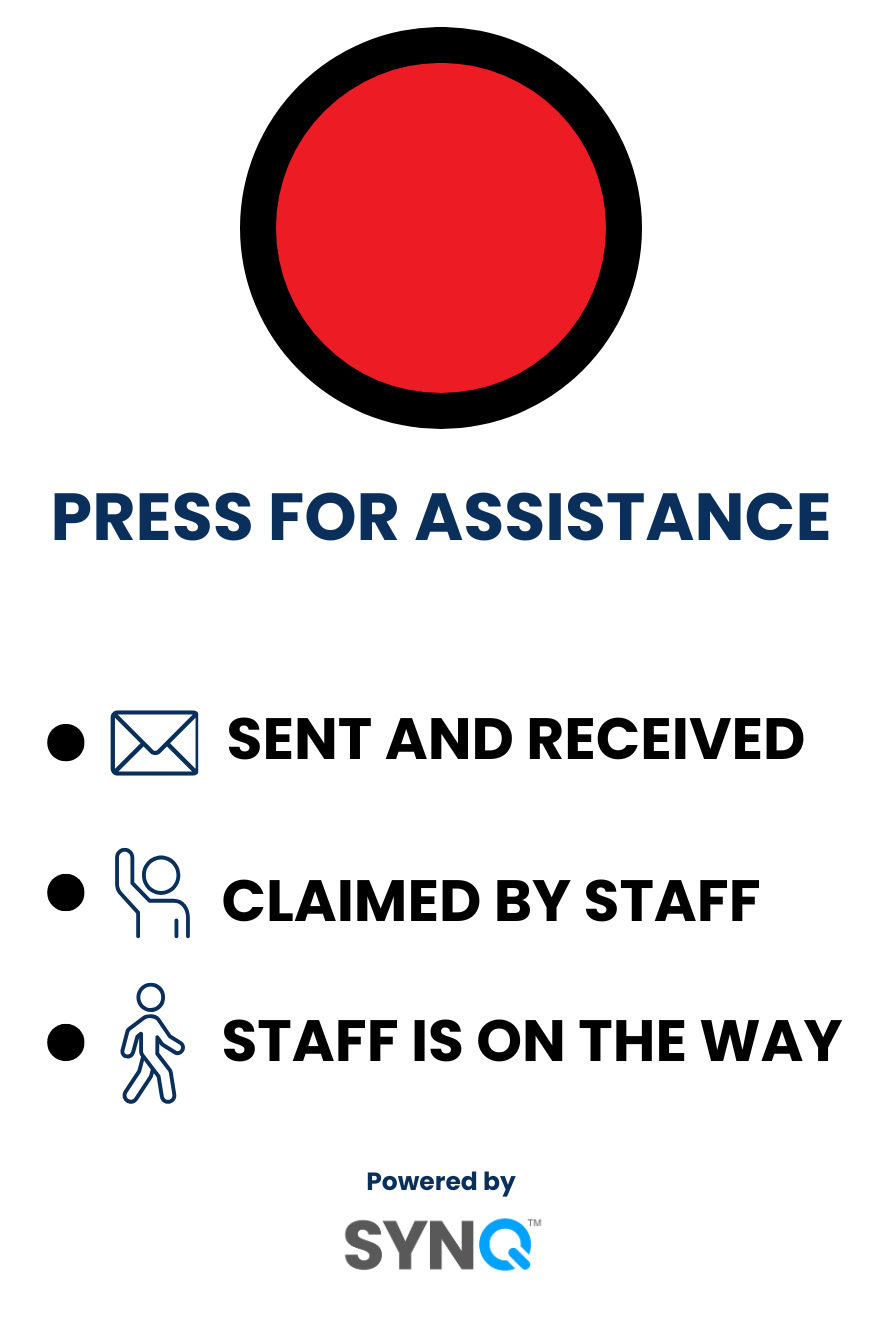 PRESS FOR ASSISTANCE
SENT AND RECEIVED
CLAIMED BY STAFF
STAFF IS ON THE WAY
Powered by
SYNQ™